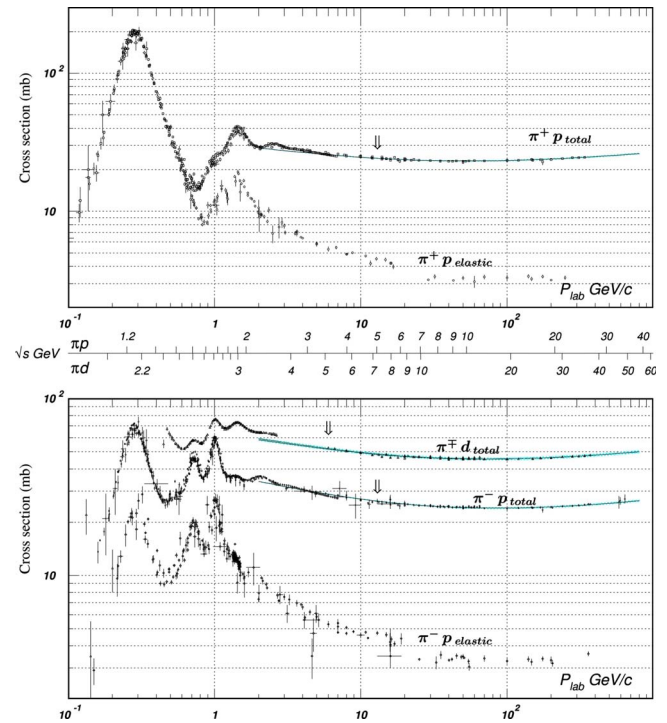 Cross section (mb)
10²
10
π⁺ p total
⇓
π⁺ p elastic
P lab GeV/c
10⁻¹ 1 10 10²
√s GeV
πp 1.2 2 3 4 5 6 7 8 9 10 20 30 40
πd 2.2 3 4 5 6 7 8 9 10 20 30 40 50 60
Cross section (mb)
10²
10
⇓
π∓ d total
⇓
π⁻ p total
π⁻ p elastic
P lab GeV/c
10⁻¹ 1 10 10²